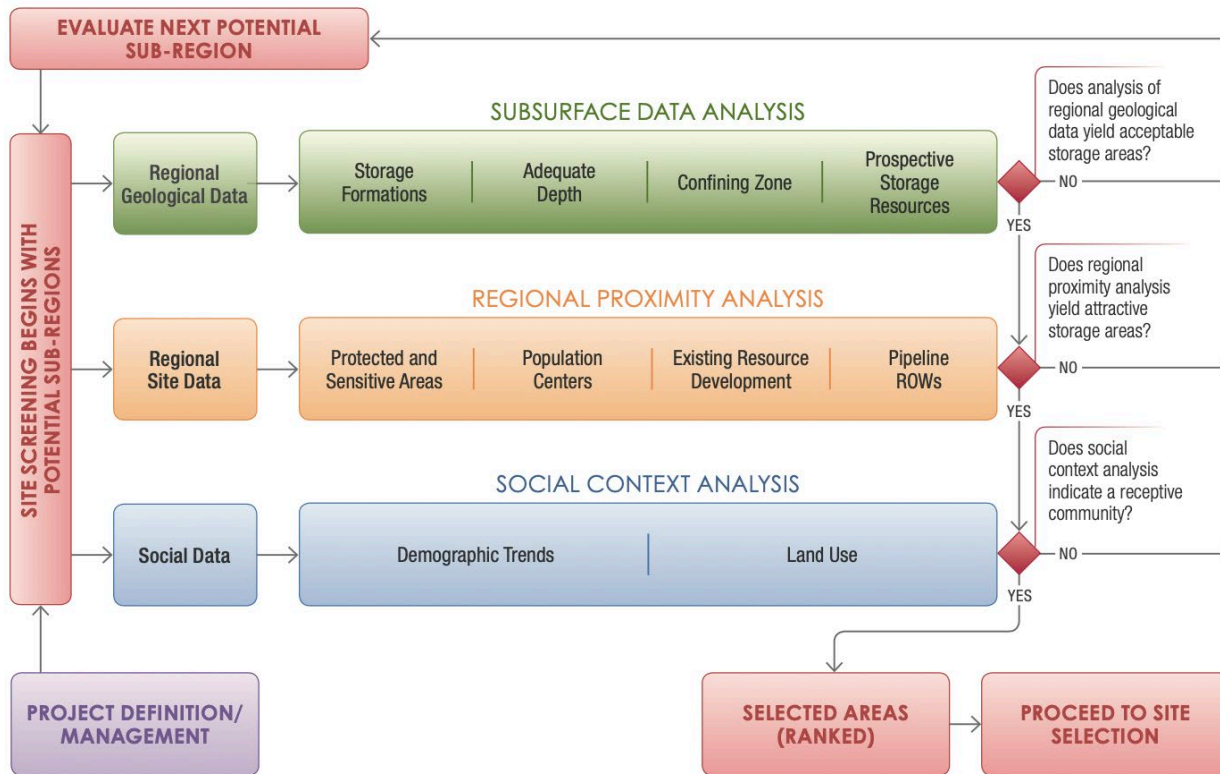 EVALUATE NEXT POTENTIAL
SUB-REGION
SITE SCREENING BEGINS WITH
POTENTIAL SUB-REGIONS
SUBSURFACE DATA ANALYSIS
Regional
Geological Data
Storage
Formations
Adequate
Depth
Confining Zone
Prospective
Storage
Resources
Does analysis of
regional geological
data yield acceptable
storage areas?
NO
YES
REGIONAL PROXIMITY ANALYSIS
Regional
Site Data
Protected and
Sensitive Areas
Population
Centers
Existing Resource
Development
Pipeline
ROWs
Does regional
proximity analysis
yield attractive
storage areas?
NO
YES
SOCIAL CONTEXT ANALYSIS
Social Data
Demographic Trends
Land Use
Does social
context analysis
indicate a receptive
community?
NO
YES
PROJECT DEFINITION/
MANAGEMENT
SELECTED AREAS
(RANKED)
PROCEED TO SITE
SELECTION